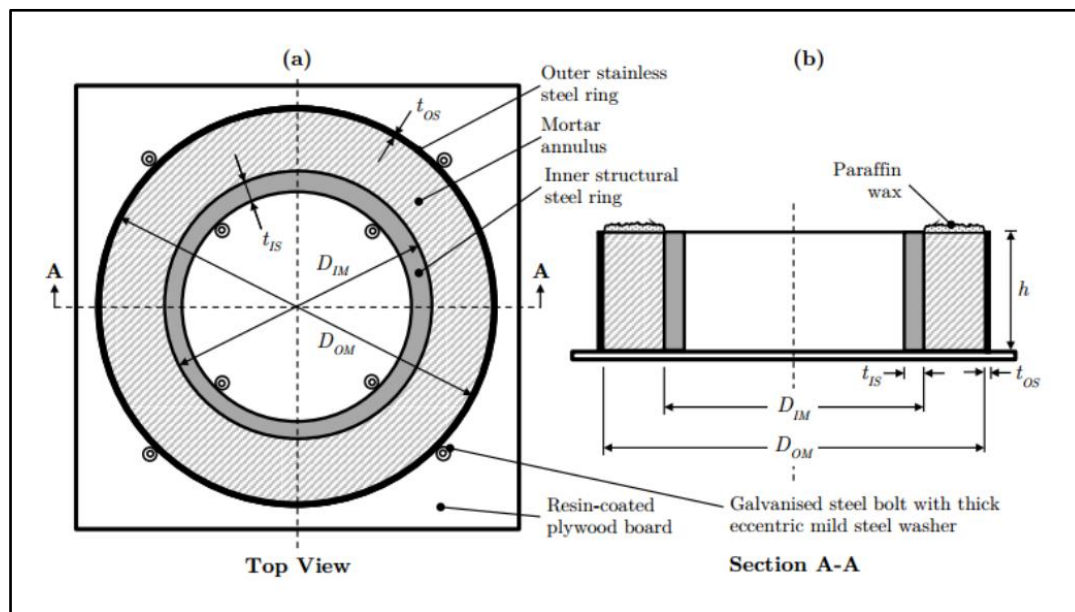 (a)
(b)
Outer stainless
steel ring
t_OS
Mortar
annulus
Inner structural
steel ring
Paraffin
wax
t_IS
D_IM
A
A
h
D_OM
t_IS
t_OS
D_IM
D_OM
Resin-coated
plywood board
Galvanised steel bolt with thick
eccentric mild steel washer
Top View
Section A-A